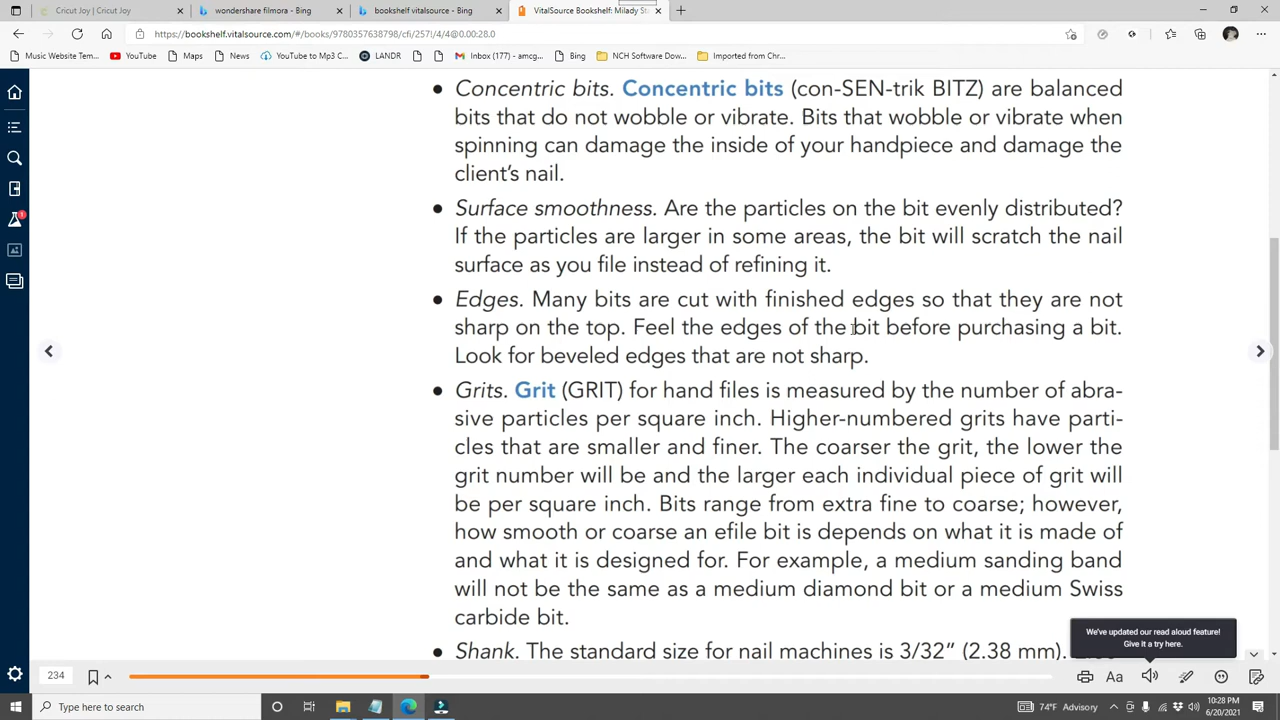 Cricut Joy | Cricut Joy
wondershare filmora - Bing
bookshelf vitalsource - Bing
VitalSource Bookshelf: Milady St
https://bookshelf.vitalsource.com/#/books/9780357638798/cfi/257!/4/4@0.00:28.0
Music Website Tem...
YouTube
Maps
News
YouTube to Mp3 C...
LANDR
Inbox (177) - amcg...
Bing
NCH Software Dow...
Imported from Chr...
• Concentric bits. Concentric bits (con-SEN-trik BITZ) are balanced
bits that do not wobble or vibrate. Bits that wobble or vibrate when
spinning can damage the inside of your handpiece and damage the
client's nail.
• Surface smoothness. Are the particles on the bit evenly distributed?
If the particles are larger in some areas, the bit will scratch the nail
surface as you file instead of refining it.
• Edges. Many bits are cut with finished edges so that they are not
sharp on the top. Feel the edges of the bit before purchasing a bit.
Look for beveled edges that are not sharp.
• Grits. Grit (GRIT) for hand files is measured by the number of abra-
sive particles per square inch. Higher-numbered grits have parti-
cles that are smaller and finer. The coarser the grit, the lower the
grit number will be and the larger each individual piece of grit will
be per square inch. Bits range from extra fine to coarse; however,
how smooth or coarse an efile bit is depends on what it is made of
and what it is designed for. For example, a medium sanding band
will not be the same as a medium diamond bit or a medium Swiss
carbide bit.
• Shank. The standard size for nail machines is 3/32" (2.38 mm).
We've updated our read aloud feature!
Give it a try here.
234
Aa
Type here to search
74°F Advisory
10:28 PM
6/20/2021